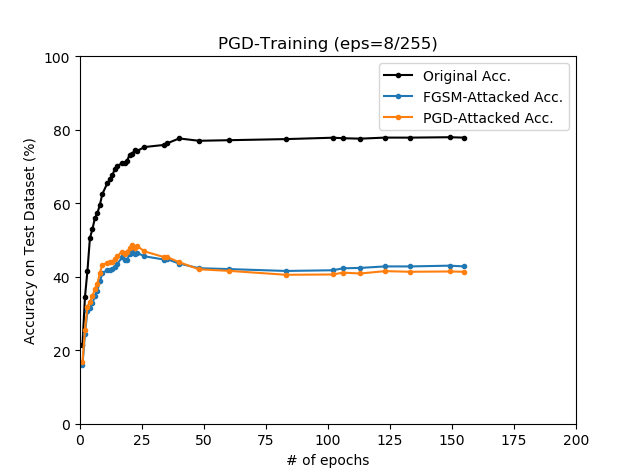 PGD-Training (eps=8/255)
Original Acc.
FGSM-Attacked Acc.
PGD-Attacked Acc.
Accuracy on Test Dataset (%)
100
80
60
40
20
0
0 25 50 75 100 125 150 175 200
# of epochs